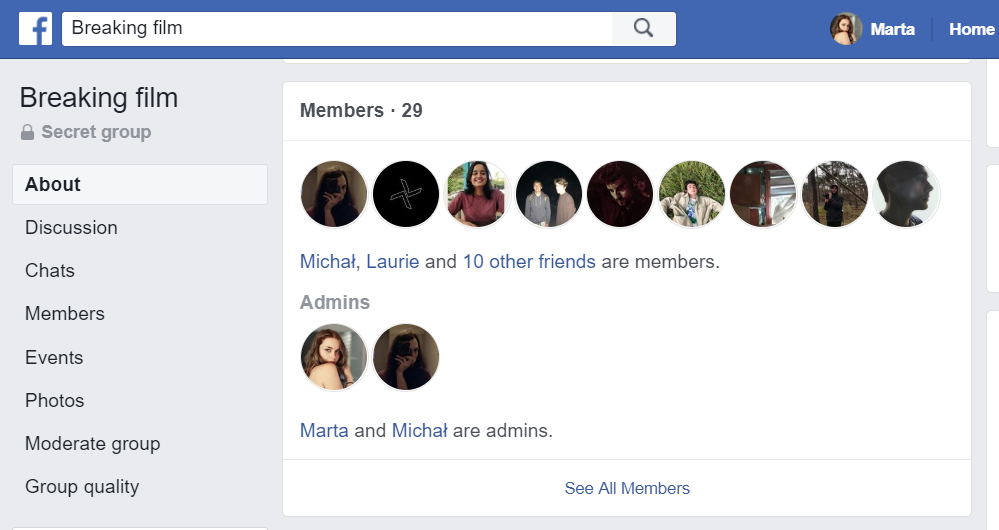 Breaking film
Marta
Home
Breaking film
Secret group
About
Discussion
Chats
Members
Events
Photos
Moderate group
Group quality
Members · 29
Michał, Laurie and 10 other friends are members.
Admins
Marta and Michał are admins.
See All Members